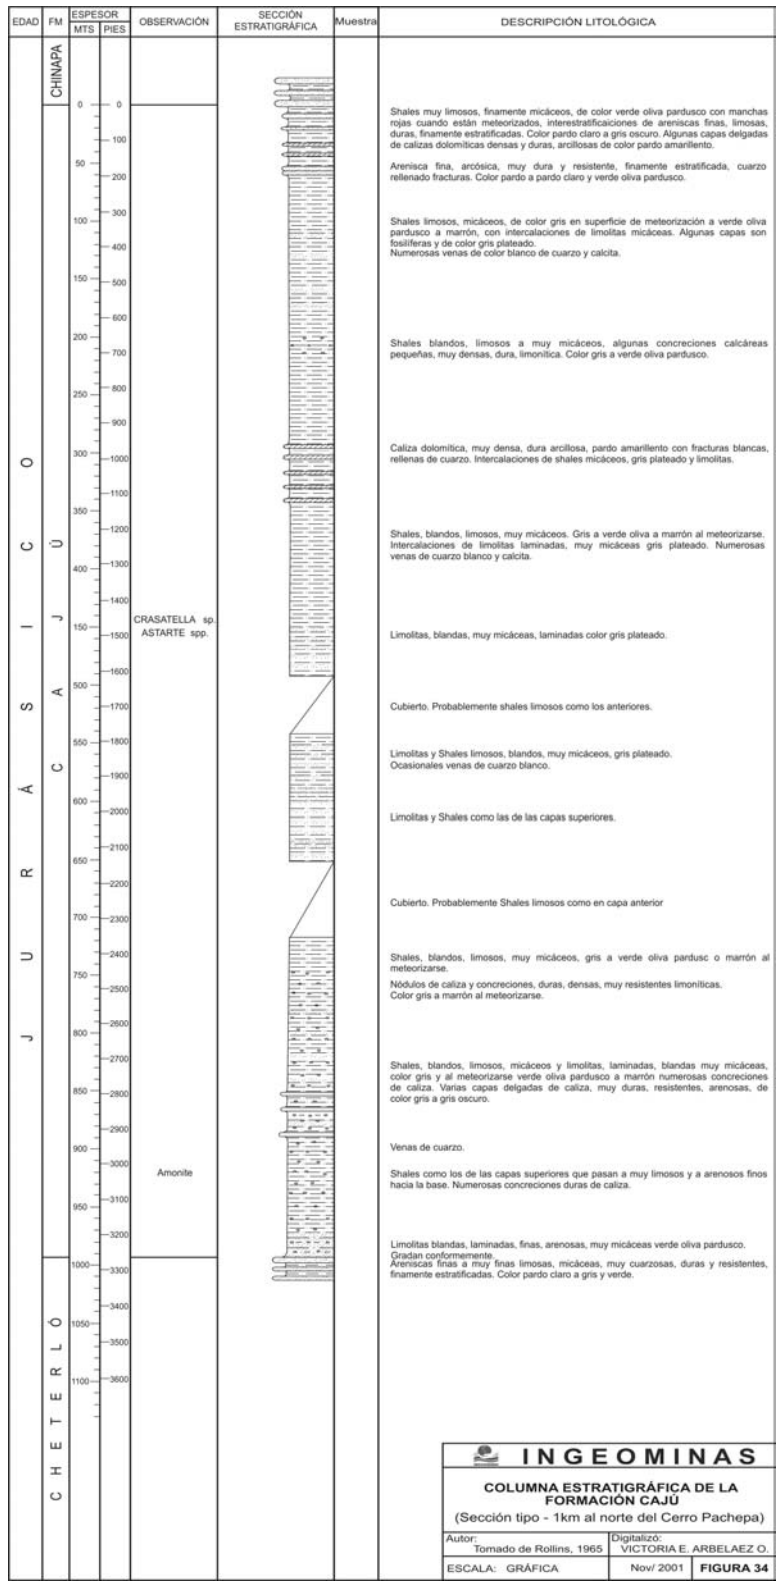 EDAD
FM
ESPESOR
MTS
PIES
OBSERVACIÓN
SECCIÓN
ESTRATIGRÁFICA
Muestra
DESCRIPCIÓN LITOLÓGICA
JURÁSICO
CHINAPA
CAJÚ
CHETERLÓ
0
50
100
150
200
250
300
350
400
150
500
550
600
650
700
750
800
850
900
950
1000
1050
1100
0
100
200
300
400
500
600
700
800
900
1000
1100
1200
1300
1400
1500
1600
1700
1800
1900
2000
2100
2200
2300
2400
2500
2600
2700
2800
2900
3000
3100
3200
3300
3400
3500
3600
CRASATELLA sp.
ASTARTE spp.
Amonite
Shales muy limosos, finamente micáceos, de color verde oliva pardusco con manchas
rojas cuando están meteorizados, interestratificaiciones de areniscas finas, limosas,
duras, finamente estratificadas. Color pardo claro a gris oscuro. Algunas capas delgadas
de calizas dolomíticas densas y duras, arcillosas de color pardo amarillento.
Arenisca fina, arcósica, muy dura y resistente, finamente estratificada, cuarzo
rellenado fracturas. Color pardo a pardo claro y verde oliva pardusco.
Shales limosos, micáceos, de color gris en superficie de meteorización a verde oliva
pardusco a marrón, con intercalaciones de limolitas micáceas. Algunas capas son
fosilíferas y de color gris plateado.
Numerosas venas de color blanco de cuarzo y calcita.
Shales blandos, limosos a muy micáceos, algunas concreciones calcáreas
pequeñas, muy densas, dura, limonítica. Color gris a verde oliva pardusco.
Caliza dolomítica, muy densa, dura arcillosa, pardo amarillento con fracturas blancas,
rellenas de cuarzo. Intercalaciones de shales micáceos, gris plateado y limolitas.
Shales, blandos, limosos, muy micáceos. Gris a verde oliva a marrón al meteorizarse.
Intercalaciones de limolitas laminadas, muy micáceas gris plateado. Numerosas
venas de cuarzo blanco y calcita.
Limolitas, blandas, muy micáceas, laminadas color gris plateado.
Cubierto. Probablemente shales limosos como los anteriores.
Limolitas y Shales limosos, blandos, muy micáceos, gris plateado.
Ocasionales venas de cuarzo blanco.
Limolitas y Shales como las de las capas superiores.
Cubierto. Probablemente Shales limosos como en capa anterior
Shales, blandos, limosos, muy micáceos, gris a verde oliva pardusc o marrón al
meteorizarse.
Nódulos de caliza y concreciones, duras, densas, muy resistentes limoníticas.
Color gris a marrón al meteorizarse.
Shales, blandos, limosos, micáceos y limolitas, laminadas, blandas muy micáceas,
color gris y al meteorizarse verde oliva pardusco a marrón numerosas concreciones
de caliza. Varias capas delgadas de caliza, muy duras, resistentes, arenosas, de
color gris a gris oscuro.
Venas de cuarzo.
Shales como los de las capas superiores que pasan a muy limosos y a arenosos finos
hacia la base. Numerosas concreciones duras de caliza.
Limolitas blandas, laminadas, finas, arenosas, muy micáceas verde oliva pardusco.
Gradan conformemente.
Areniscas finas a muy finas limosas, micáceas, muy cuarzosas, duras y resistentes,
finamente estratificadas. Color pardo claro a gris y verde.
INGEOMINAS
COLUMNA ESTRATIGRÁFICA DE LA
FORMACIÓN CAJÚ
(Sección tipo - 1km al norte del Cerro Pachepa)
Autor:
Tomado de Rollins, 1965
Digitalizó:
VICTORIA E. ARBELAEZ O.
ESCALA: GRÁFICA
Nov/ 2001
FIGURA 34